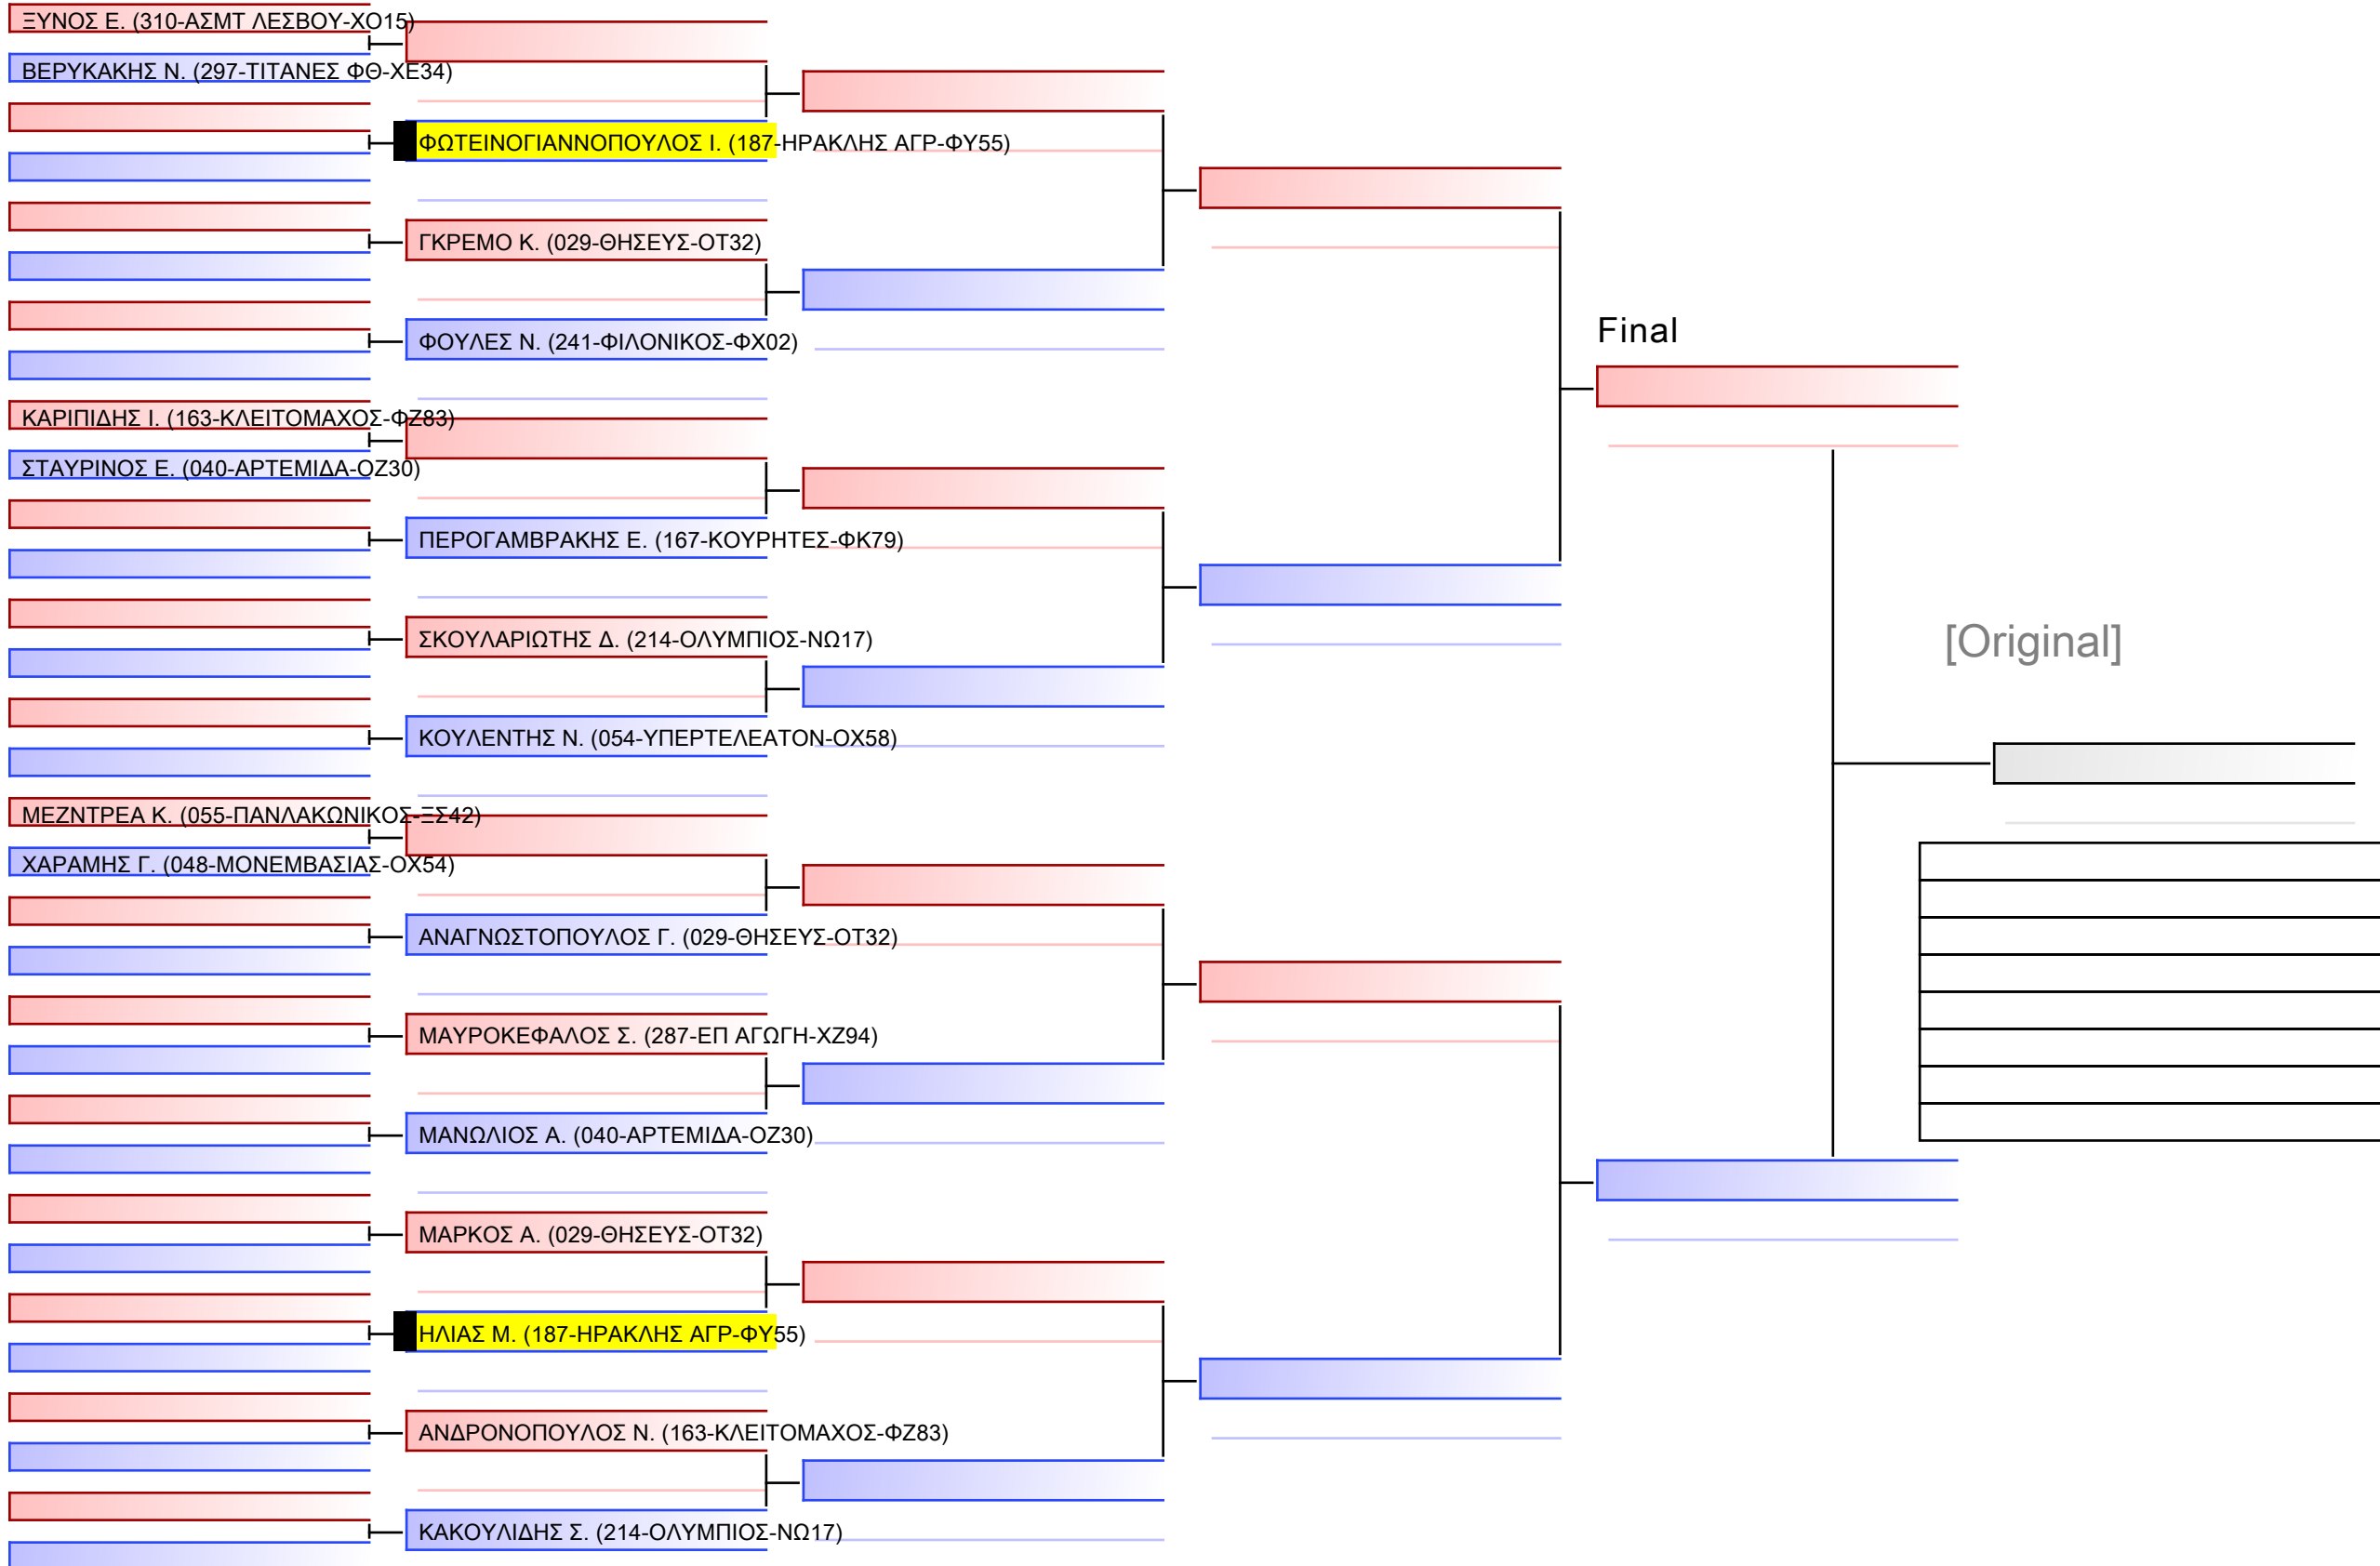 ΞΥΝΟΣ Ε. (310-ΑΣΜΤ ΛΕΣΒΟΥ-ΧΟ15)
ΒΕΡΥΚΑΚΗΣ Ν. (297-ΤΙΤΑΝΕΣ ΦΘ-ΧΕ34)
ΦΩΤΕΙΝΟΓΙΑΝΝΟΠΟΥΛΟΣ Ι. (187-ΗΡΑΚΛΗΣ ΑΓΡ-ΦΥ55)
ΓΚΡΕΜΟ Κ. (029-ΘΗΣΕΥΣ-ΟΤ32)
ΦΟΥΛΕΣ Ν. (241-ΦΙΛΟΝΙΚΟΣ-ΦΧ02)
Final
ΚΑΡΙΠΙΔΗΣ Ι. (163-ΚΛΕΙΤΟΜΑΧΟΣ-ΦΖ83)
ΣΤΑΥΡΙΝΟΣ Ε. (040-ΑΡΤΕΜΙΔΑ-ΟΖ30)
ΠΕΡΟΓΑΜΒΡΑΚΗΣ Ε. (167-ΚΟΥΡΗΤΕΣ-ΦΚ79)
ΣΚΟΥΛΑΡΙΩΤΗΣ Δ. (214-ΟΛΥΜΠΙΟΣ-ΝΩ17)
[Original]
ΚΟΥΛΕΝΤΗΣ Ν. (054-ΥΠΕΡΤΕΛΕΑΤΟΝ-ΟΧ58)
ΜΕΖΝΤΡΕΑ Κ. (055-ΠΑΝΛΑΚΩΝΙΚΟΣ-ΞΣ42)
ΧΑΡΑΜΗΣ Γ. (048-ΜΟΝΕΜΒΑΣΙΑΣ-ΟΧ54)
ΑΝΑΓΝΩΣΤΟΠΟΥΛΟΣ Γ. (029-ΘΗΣΕΥΣ-ΟΤ32)
ΜΑΥΡΟΚΕΦΑΛΟΣ Σ. (287-ΕΠ ΑΓΩΓΗ-ΧΖ94)
ΜΑΝΩΛΙΟΣ Α. (040-ΑΡΤΕΜΙΔΑ-ΟΖ30)
ΜΑΡΚΟΣ Α. (029-ΘΗΣΕΥΣ-ΟΤ32)
ΗΛΙΑΣ Μ. (187-ΗΡΑΚΛΗΣ ΑΓΡ-ΦΥ55)
ΑΝΔΡΟΝΟΠΟΥΛΟΣ Ν. (163-ΚΛΕΙΤΟΜΑΧΟΣ-ΦΖ83)
ΚΑΚΟΥΛΙΔΗΣ Σ. (214-ΟΛΥΜΠΙΟΣ-ΝΩ17)